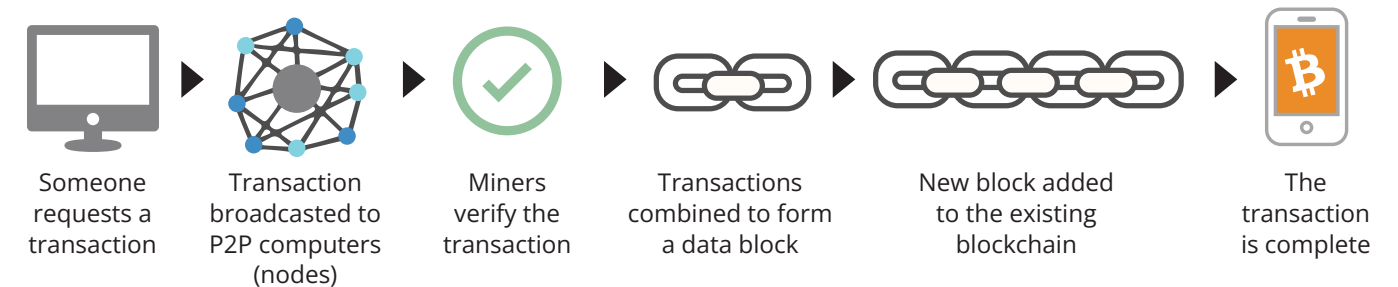 Someone
requests a
transaction
Transaction
broadcasted to
P2P computers
(nodes)
Miners
verify the
transaction
Transactions
combined to form
a data block
New block added
to the existing
blockchain
The
transaction
is complete